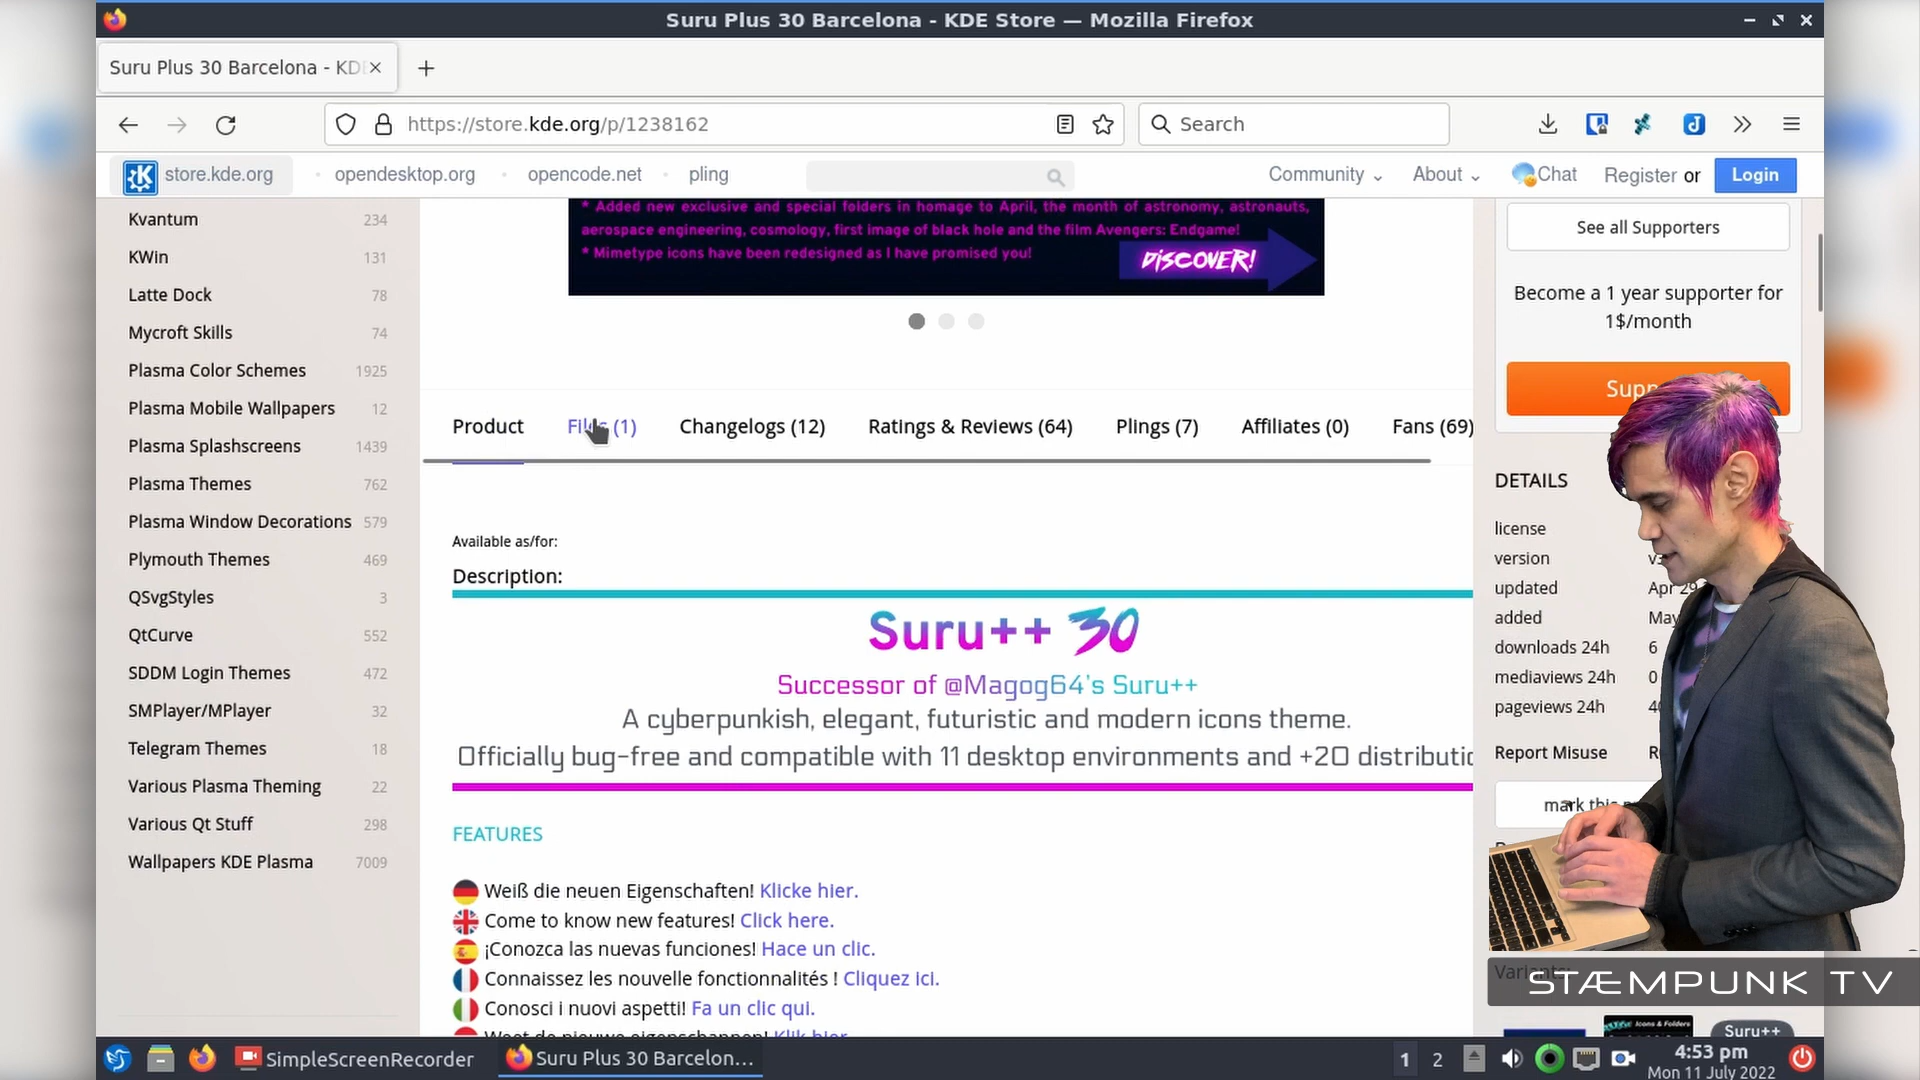 Suru Plus 30 Barcelona - KDE Store — Mozilla Firefox
Suru Plus 30 Barcelona - KD
https://store.kde.org/p/1238162
Search
store.kde.org
opendesktop.org
opencode.net
pling
Community
About
Chat
Register or
Login
Kvantum 234
KWin 131
Latte Dock 78
Mycroft Skills 74
Plasma Color Schemes 1925
Plasma Mobile Wallpapers 12
Plasma Splashscreens 1439
Plasma Themes 762
Plasma Window Decorations 579
Plymouth Themes 469
QSvgStyles 3
QtCurve 552
SDDM Login Themes 472
SMPlayer/MPlayer 32
Telegram Themes 18
Various Plasma Theming 22
Various Qt Stuff 298
Wallpapers KDE Plasma 7009
* Added new exclusive and special folders in homage to April, the month of astronomy, astronauts,
aerospace engineering, cosmology, first image of black hole and the film Avengers: Endgame!
* Mimetype icons have been redesigned as I have promised you!
DISCOVER!
Product
Files (1)
Changelogs (12)
Ratings & Reviews (64)
Plings (7)
Affiliates (0)
Fans (69)
Available as/for:
Description:
Suru++ 30
Successor of @Magog64's Suru++
A cyberpunkish, elegant, futuristic and modern icons theme.
Officially bug-free and compatible with 11 desktop environments and +20
FEATURES
Weiß die neuen Eigenschaften! Klicke hier.
Come to know new features! Click here.
¡Conozca las nuevas funciones! Hace un clic.
Connaissez les nouvelle fonctionnalités ! Cliquez ici.
Conosci i nuovi aspetti! Fa un clic qui.
See all Supporters
Become a 1 year supporter for
1$/month
DETAILS
license
version
updated Apr 29
added May
downloads 24h 6
mediaviews 24h 0
pageviews 24h
Report Misuse
mark this
STÆMPUNK TV
Icons & Folders
Suru++
SimpleScreenRecorder
Suru Plus 30 Barcelon...
1
2
4:53 pm
Mon 11 July 2022